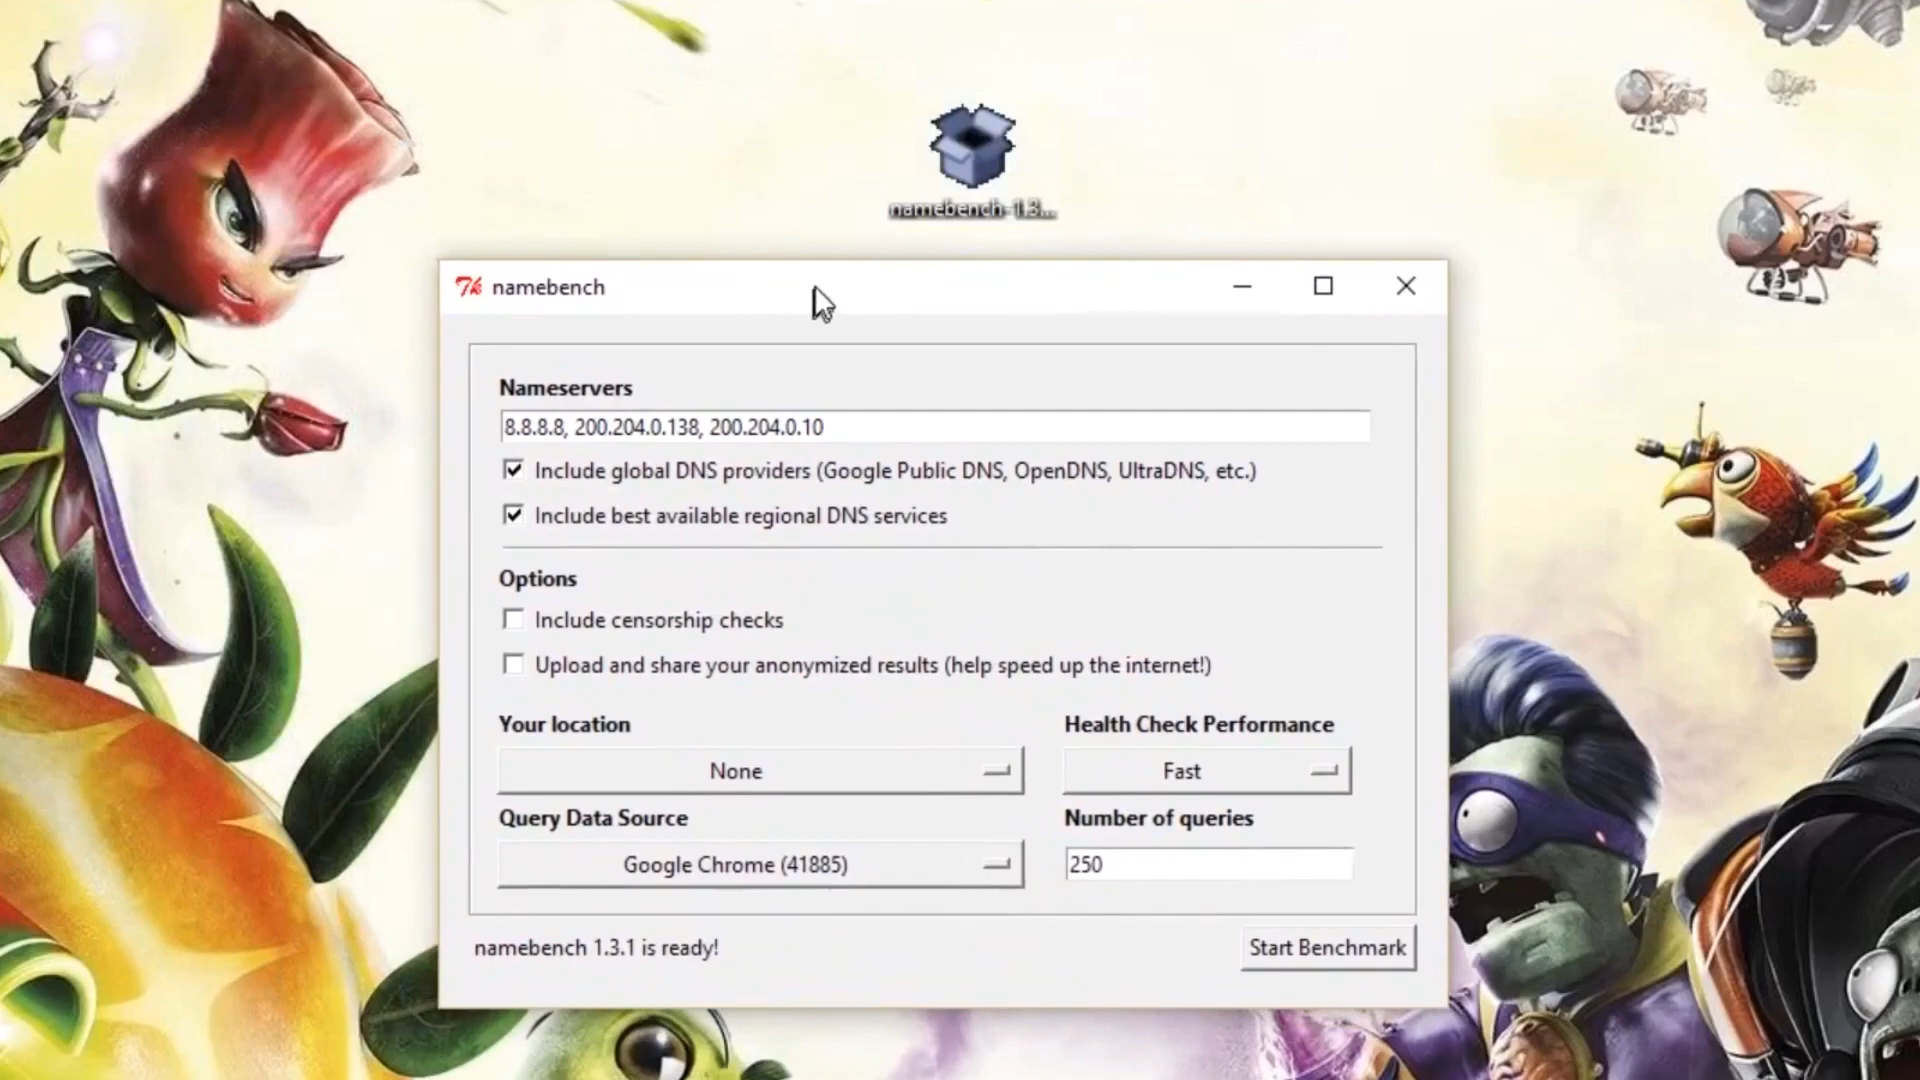 namebench-1.3...
namebench
Nameservers
8.8.8.8, 200.204.0.138, 200.204.0.10
Include global DNS providers (Google Public DNS, OpenDNS, UltraDNS, etc.)
Include best available regional DNS services
Options
Include censorship checks
Upload and share your anonymized results (help speed up the internet!)
Your location
Health Check Performance
None
Fast
Query Data Source
Number of queries
Google Chrome (41885)
250
namebench 1.3.1 is ready!
Start Benchmark